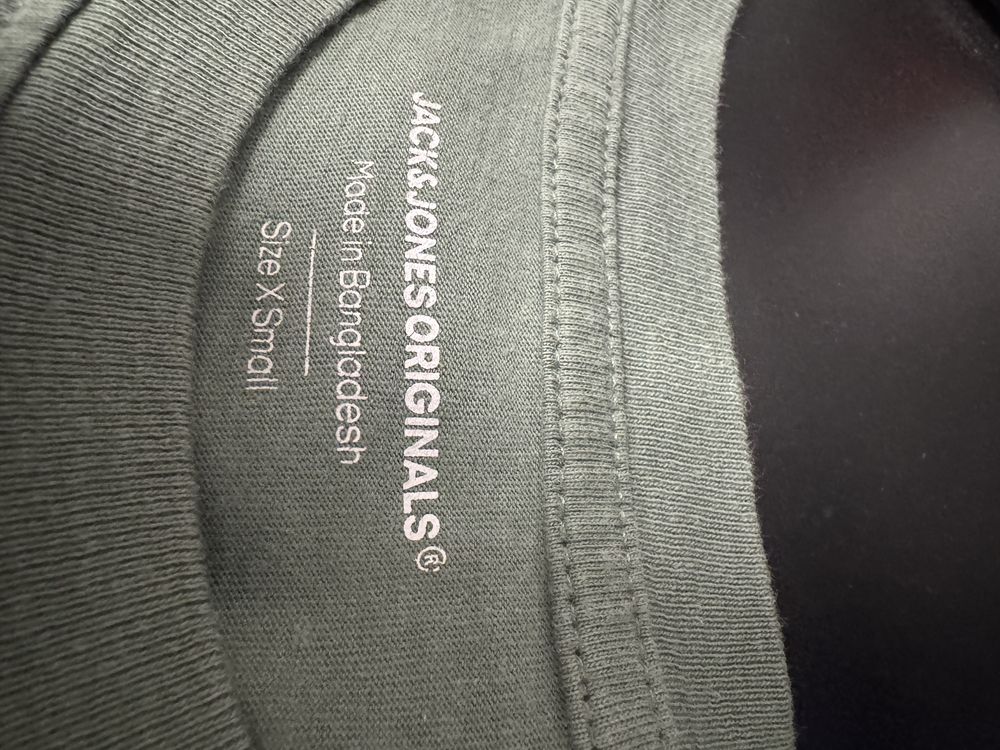 JACK&JONES ORIGINALS®
Made in Bangladesh
Size X Small